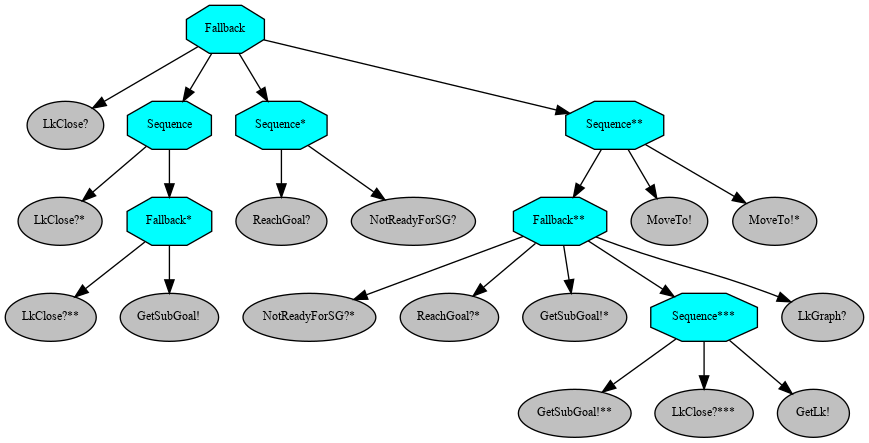 Fallback
LkClose?
Sequence
Sequence*
Sequence**
LkClose?*
Fallback*
ReachGoal?
NotReadyForSG?
Fallback**
MoveTo!
MoveTo!*
LkClose?**
GetSubGoal!
NotReadyForSG?*
ReachGoal?*
GetSubGoal!*
Sequence***
LkGraph?
GetSubGoal!**
LkClose?***
GetLk!